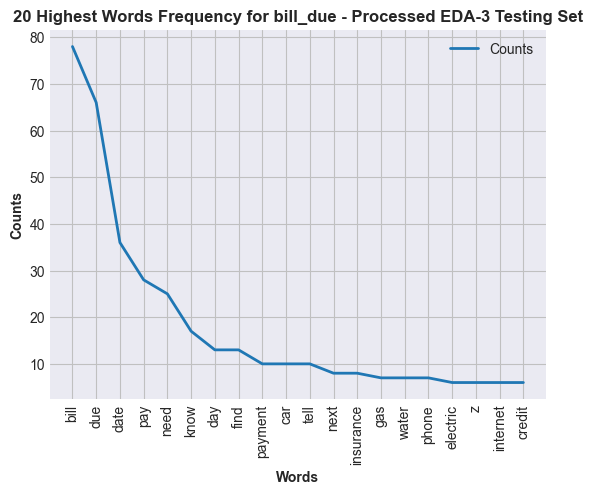 20 Highest Words Frequency for bill_due - Processed EDA-3 Testing Set
Counts
80
70
60
50
40
30
20
10
Counts
bill
due
date
pay
need
know
day
find
payment
car
tell
next
insurance
gas
water
phone
electric
z
internet
credit
Words